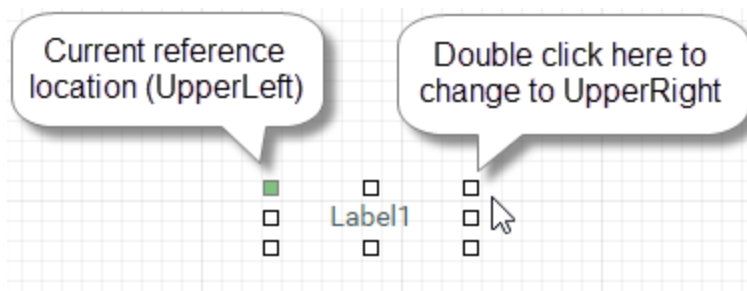 Current reference
location (UpperLeft)
Double click here to
change to UpperRight
Label1